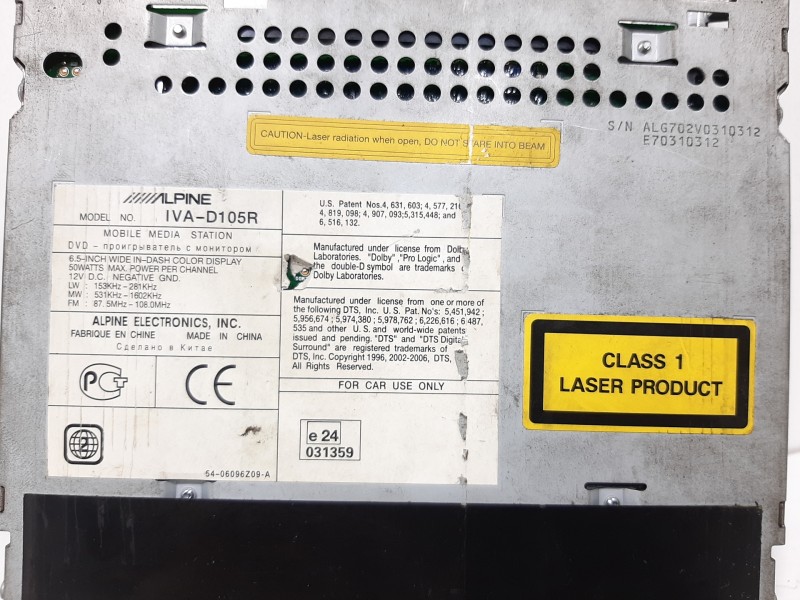 S/N ALG702V0310312
E70310312
CAUTION-Laser radiation when open, DO NOT STARE INTO BEAM
ALPINE
MODEL NO. IVA-D105R
MOBILE MEDIA STATION
DVD – проигрыватель с монитором
6.5-INCH WIDE IN-DASH COLOR DISPLAY
50WATTS MAX. POWER PER CHANNEL
12V D.C. NEGATIVE GND.
LW : 153KHz-281KHz
MW : 531KHz-1602KHz
FM : 87.5MHz-108.0MHz
ALPINE ELECTRONICS, INC.
FABRIQUE EN CHINE MADE IN CHINA
Сделано в Китае
РСТ
CE
2
54-06096Z09-A
U.S. Patent Nos.4, 631, 603; 4, 577, 216
4, 819, 098; 4, 907, 093;5,315,448; and
6, 516, 132.
Manufactured under license from Dolby
Laboratories. "Dolby","Pro Logic", and
the double-D symbol are trademarks
Dolby Laboratories.
Manufactured under license from one or more of
the following DTS, Inc. U.S. Pat. No's: 5,451,942;
5,956,674; 5,974,380; 5,978,762; 6,226,616; 6 487,
535 and other U.S. and world-wide patents
issued and pending. "DTS" and "DTS Digital
Surround" are registered trademarks of
DTS, Inc. Copyright 1996, 2002-2006, DTS,
All Rights Reserved.
FOR CAR USE ONLY
e 24
031359
CLASS 1
LASER PRODUCT